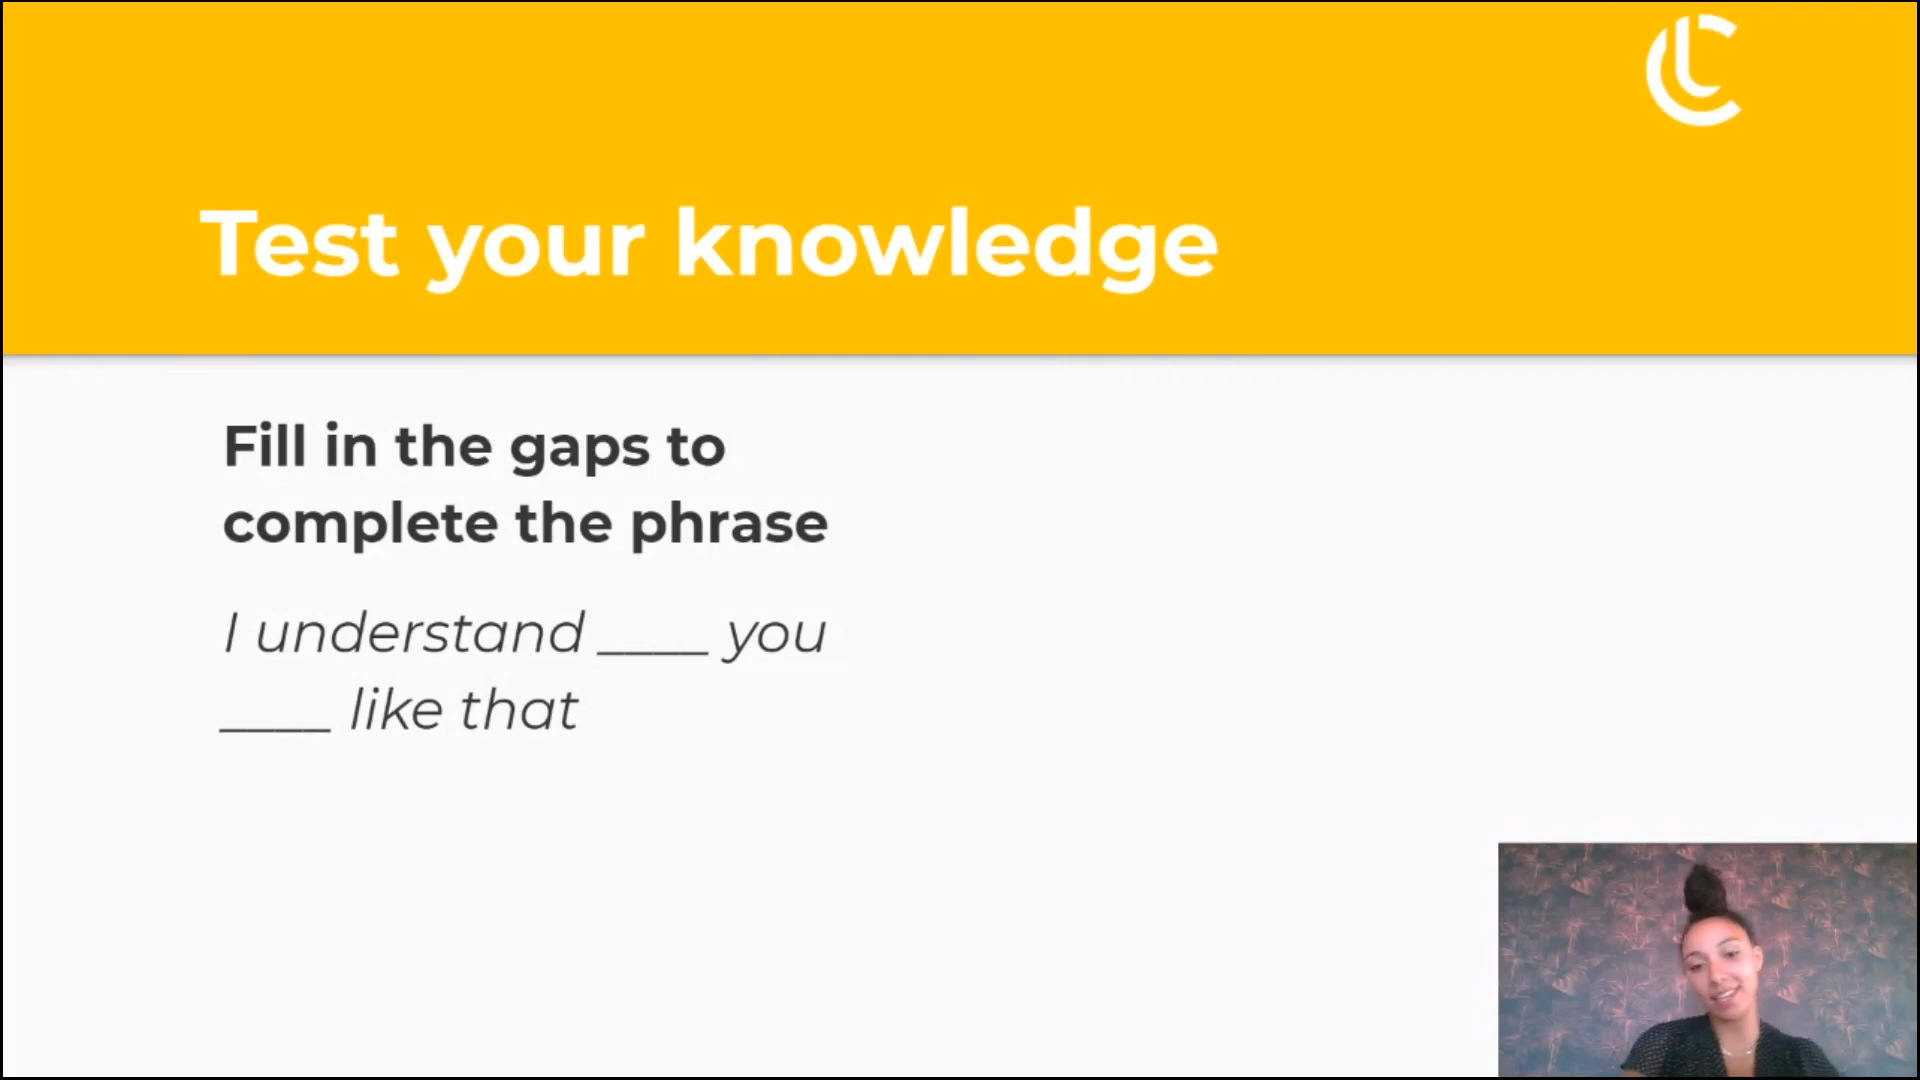 Test your knowledge
Fill in the gaps to
complete the phrase
I understand ____ you
____ like that